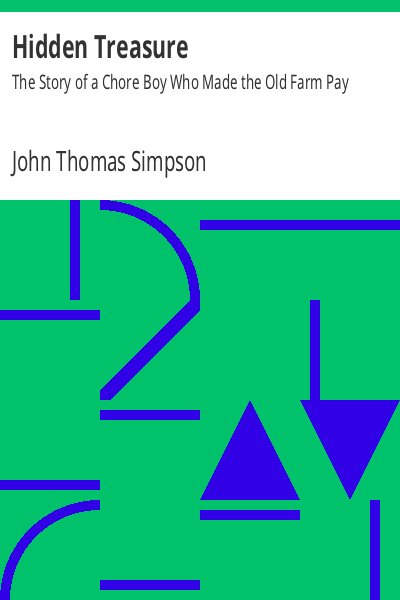 Hidden Treasure
The Story of a Chore Boy Who Made the Old Farm Pay
John Thomas Simpson